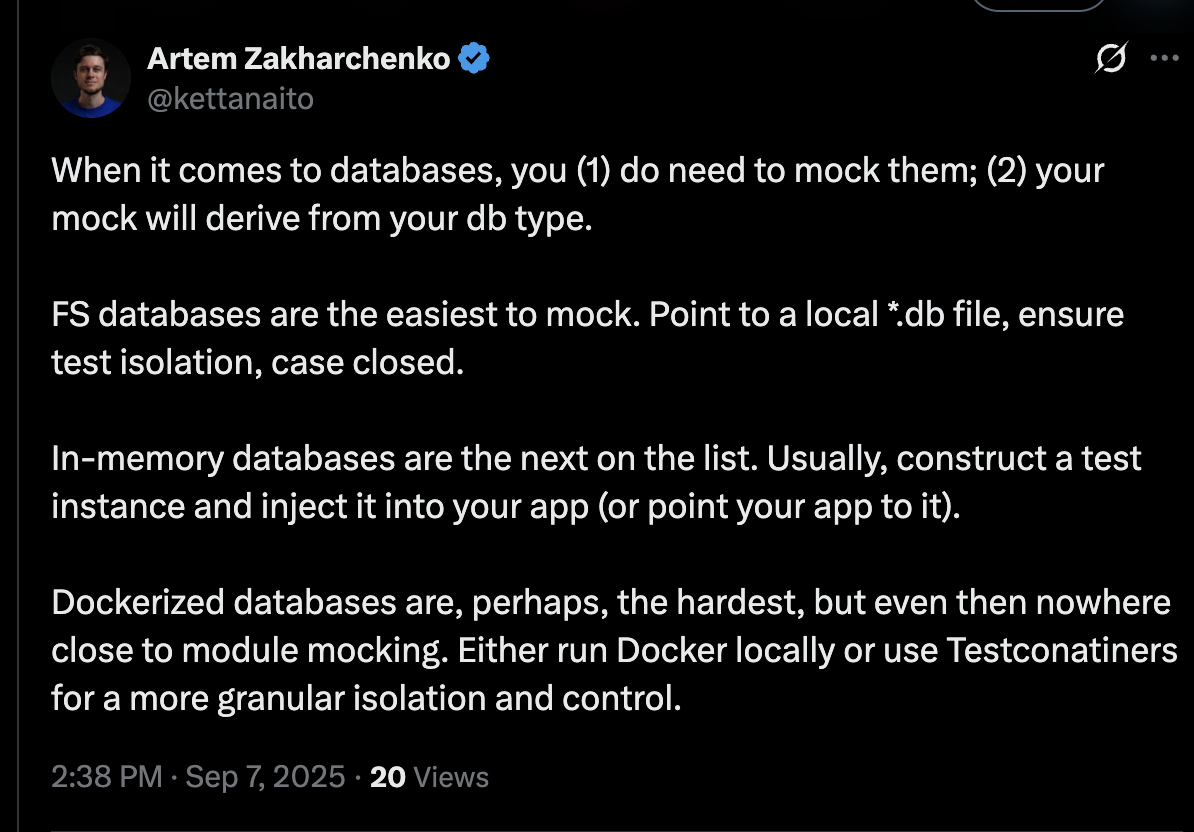 Artem Zakharchenko
@kettanaito
When it comes to databases, you (1) do need to mock them; (2) your
mock will derive from your db type.
FS databases are the easiest to mock. Point to a local *.db file, ensure
test isolation, case closed.
In-memory databases are the next on the list. Usually, construct a test
instance and inject it into your app (or point your app to it).
Dockerized databases are, perhaps, the hardest, but even then nowhere
close to module mocking. Either run Docker locally or use Testconatiners
for a more granular isolation and control.
2:38 PM · Sep 7, 2025 · 20 Views